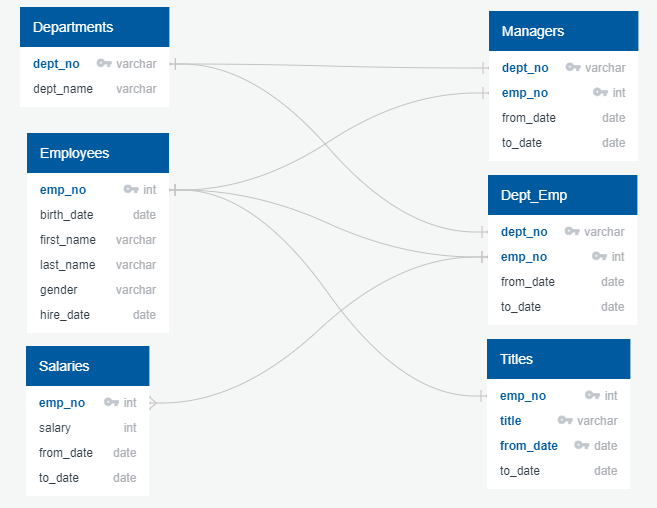 Departments
dept_no varchar
dept_name varchar
Employees
emp_no int
birth_date date
first_name varchar
last_name varchar
gender varchar
hire_date date
Salaries
emp_no int
salary int
from_date date
to_date date
Managers
dept_no varchar
emp_no int
from_date date
to_date date
Dept_Emp
dept_no varchar
emp_no int
from_date date
to_date date
Titles
emp_no int
title varchar
from_date date
to_date date